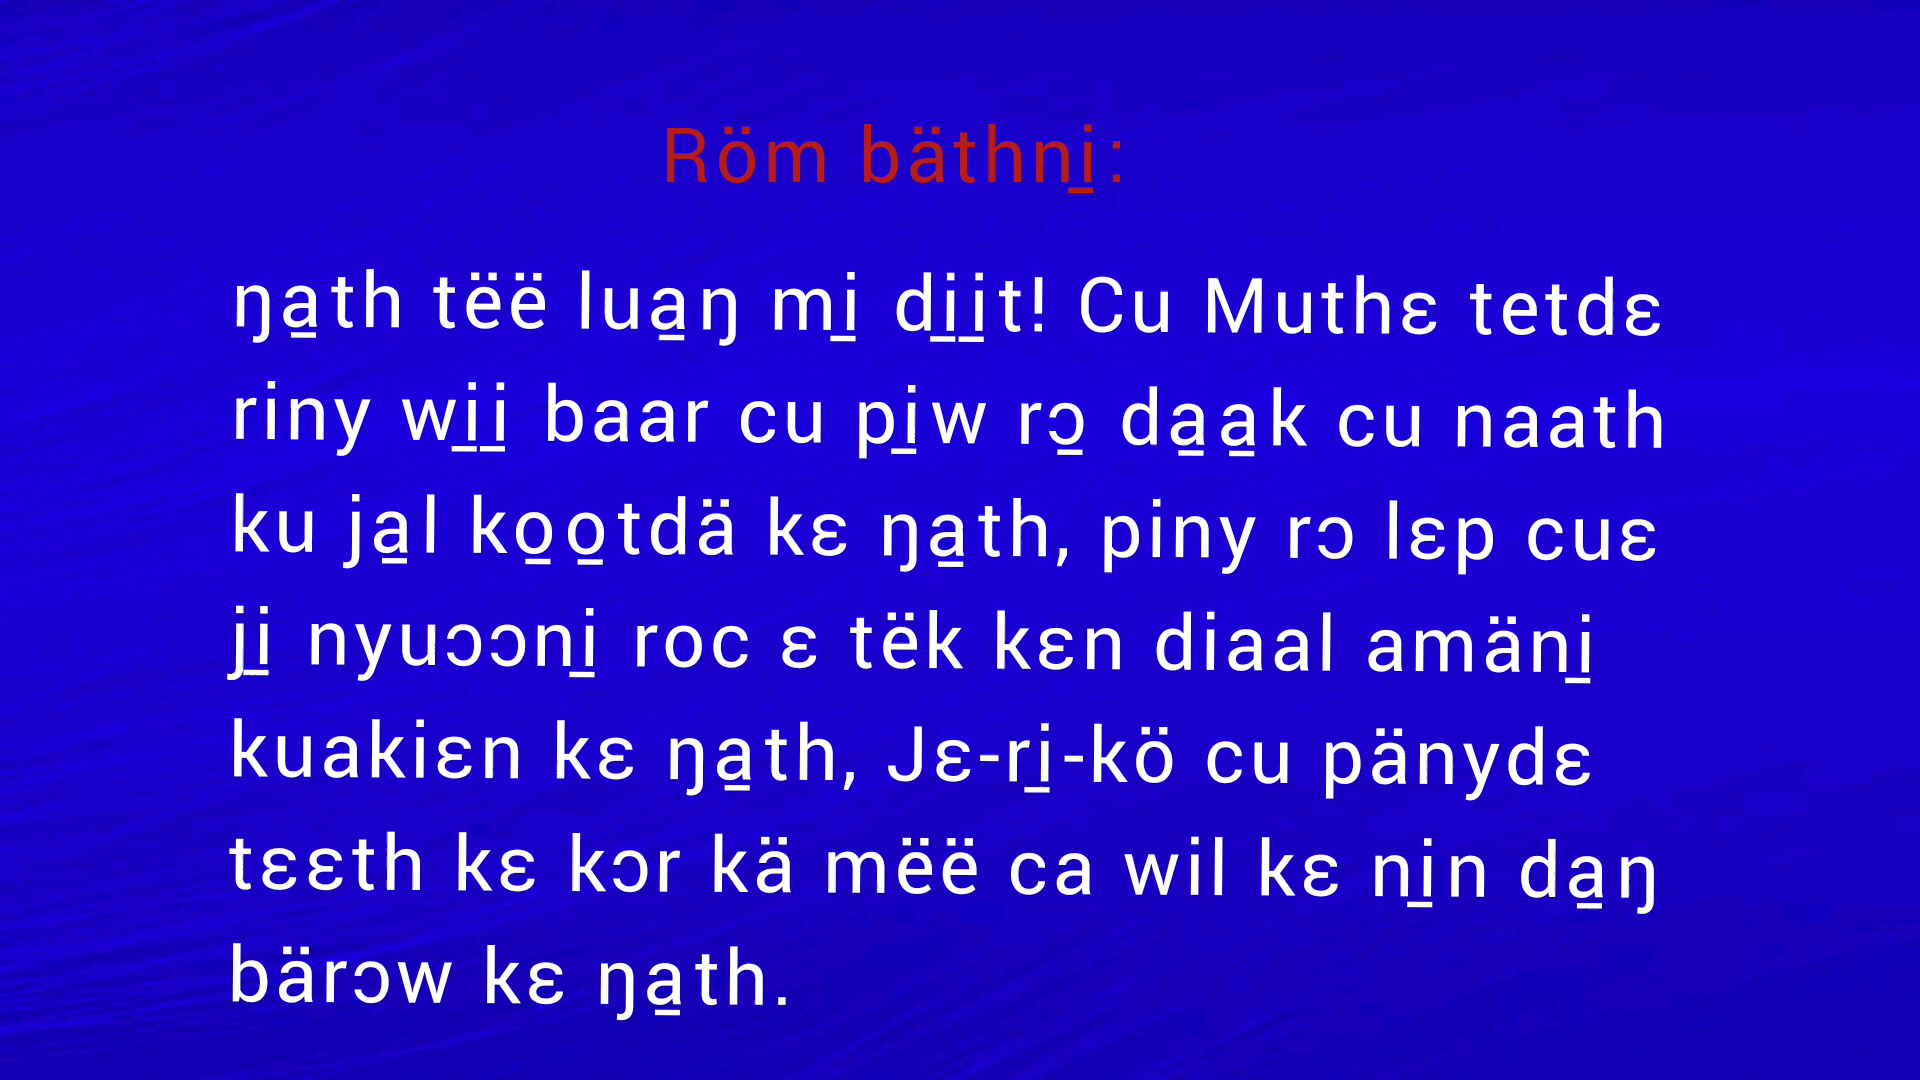 Röm bäthni̱:
ŋa̱th tëë lua̱ŋ mi̱ di̱i̱t! Cu Muthɛ tetdɛ
riny wi̱i̱ baar cu pi̱w rɔ̱ da̱a̱k cu naath
ku ja̱l ko̱o̱tdä kɛ ŋa̱th, piny rɔ lɛp cuɛ
ji̱ nyuɔɔni̱ roc ɛ tëk kɛn diaal amäni̱
kuakiɛn kɛ ŋa̱th, Jɛ-ri̱-kö cu pänydɛ
tɛɛth kɛ kɔr kä mëë ca wil kɛ ni̱n da̱ŋ
bärɔw kɛ ŋa̱th.